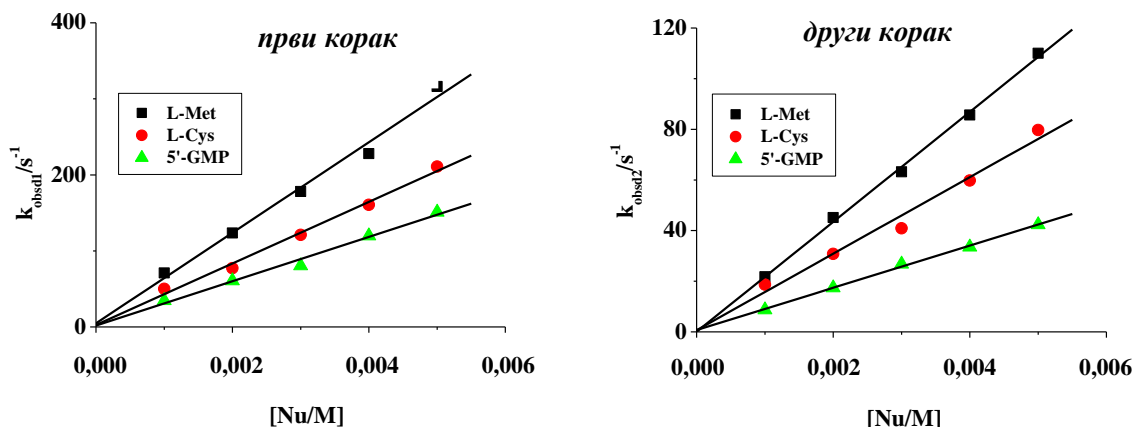 први корак
400
200
0
k_obsd1/s^-1
L-Met
L-Cys
5'-GMP
0,000 0,002 0,004 0,006
[Nu/M]
други корак
120
80
40
0
k_obsd2/s^-1
L-Met
L-Cys
5'-GMP
0,000 0,002 0,004 0,006
[Nu/M]